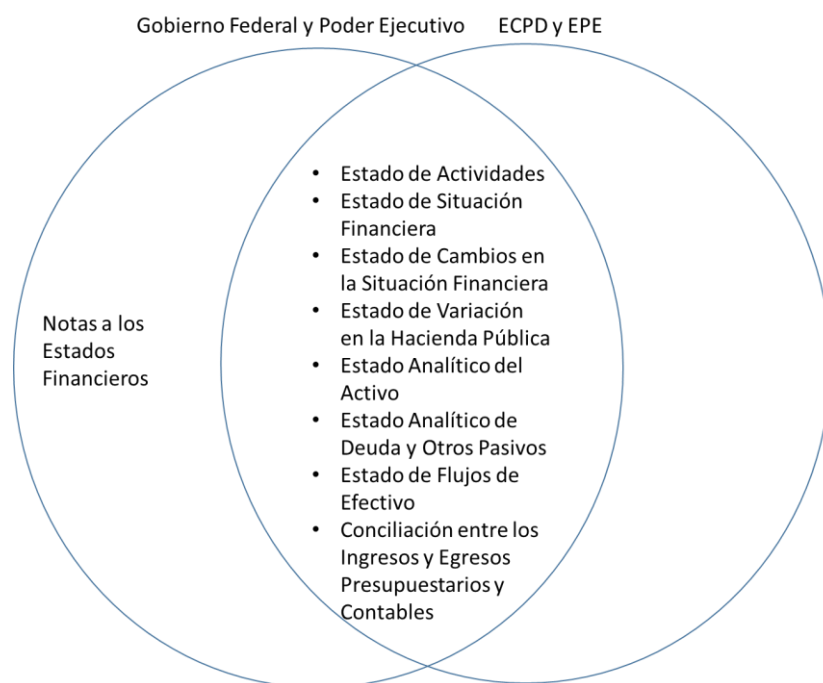 Gobierno Federal y Poder Ejecutivo ECPD y EPE
• Estado de Actividades
• Estado de Situación
Financiera
• Estado de Cambios en
la Situación Financiera
• Estado de Variación
en la Hacienda Pública
• Estado Analítico del
Activo
• Estado Analítico de
Deuda y Otros Pasivos
• Estado de Flujos de
Efectivo
• Conciliación entre los
Ingresos y Egresos
Presupuestarios y
Contables
Notas a los
Estados
Financieros